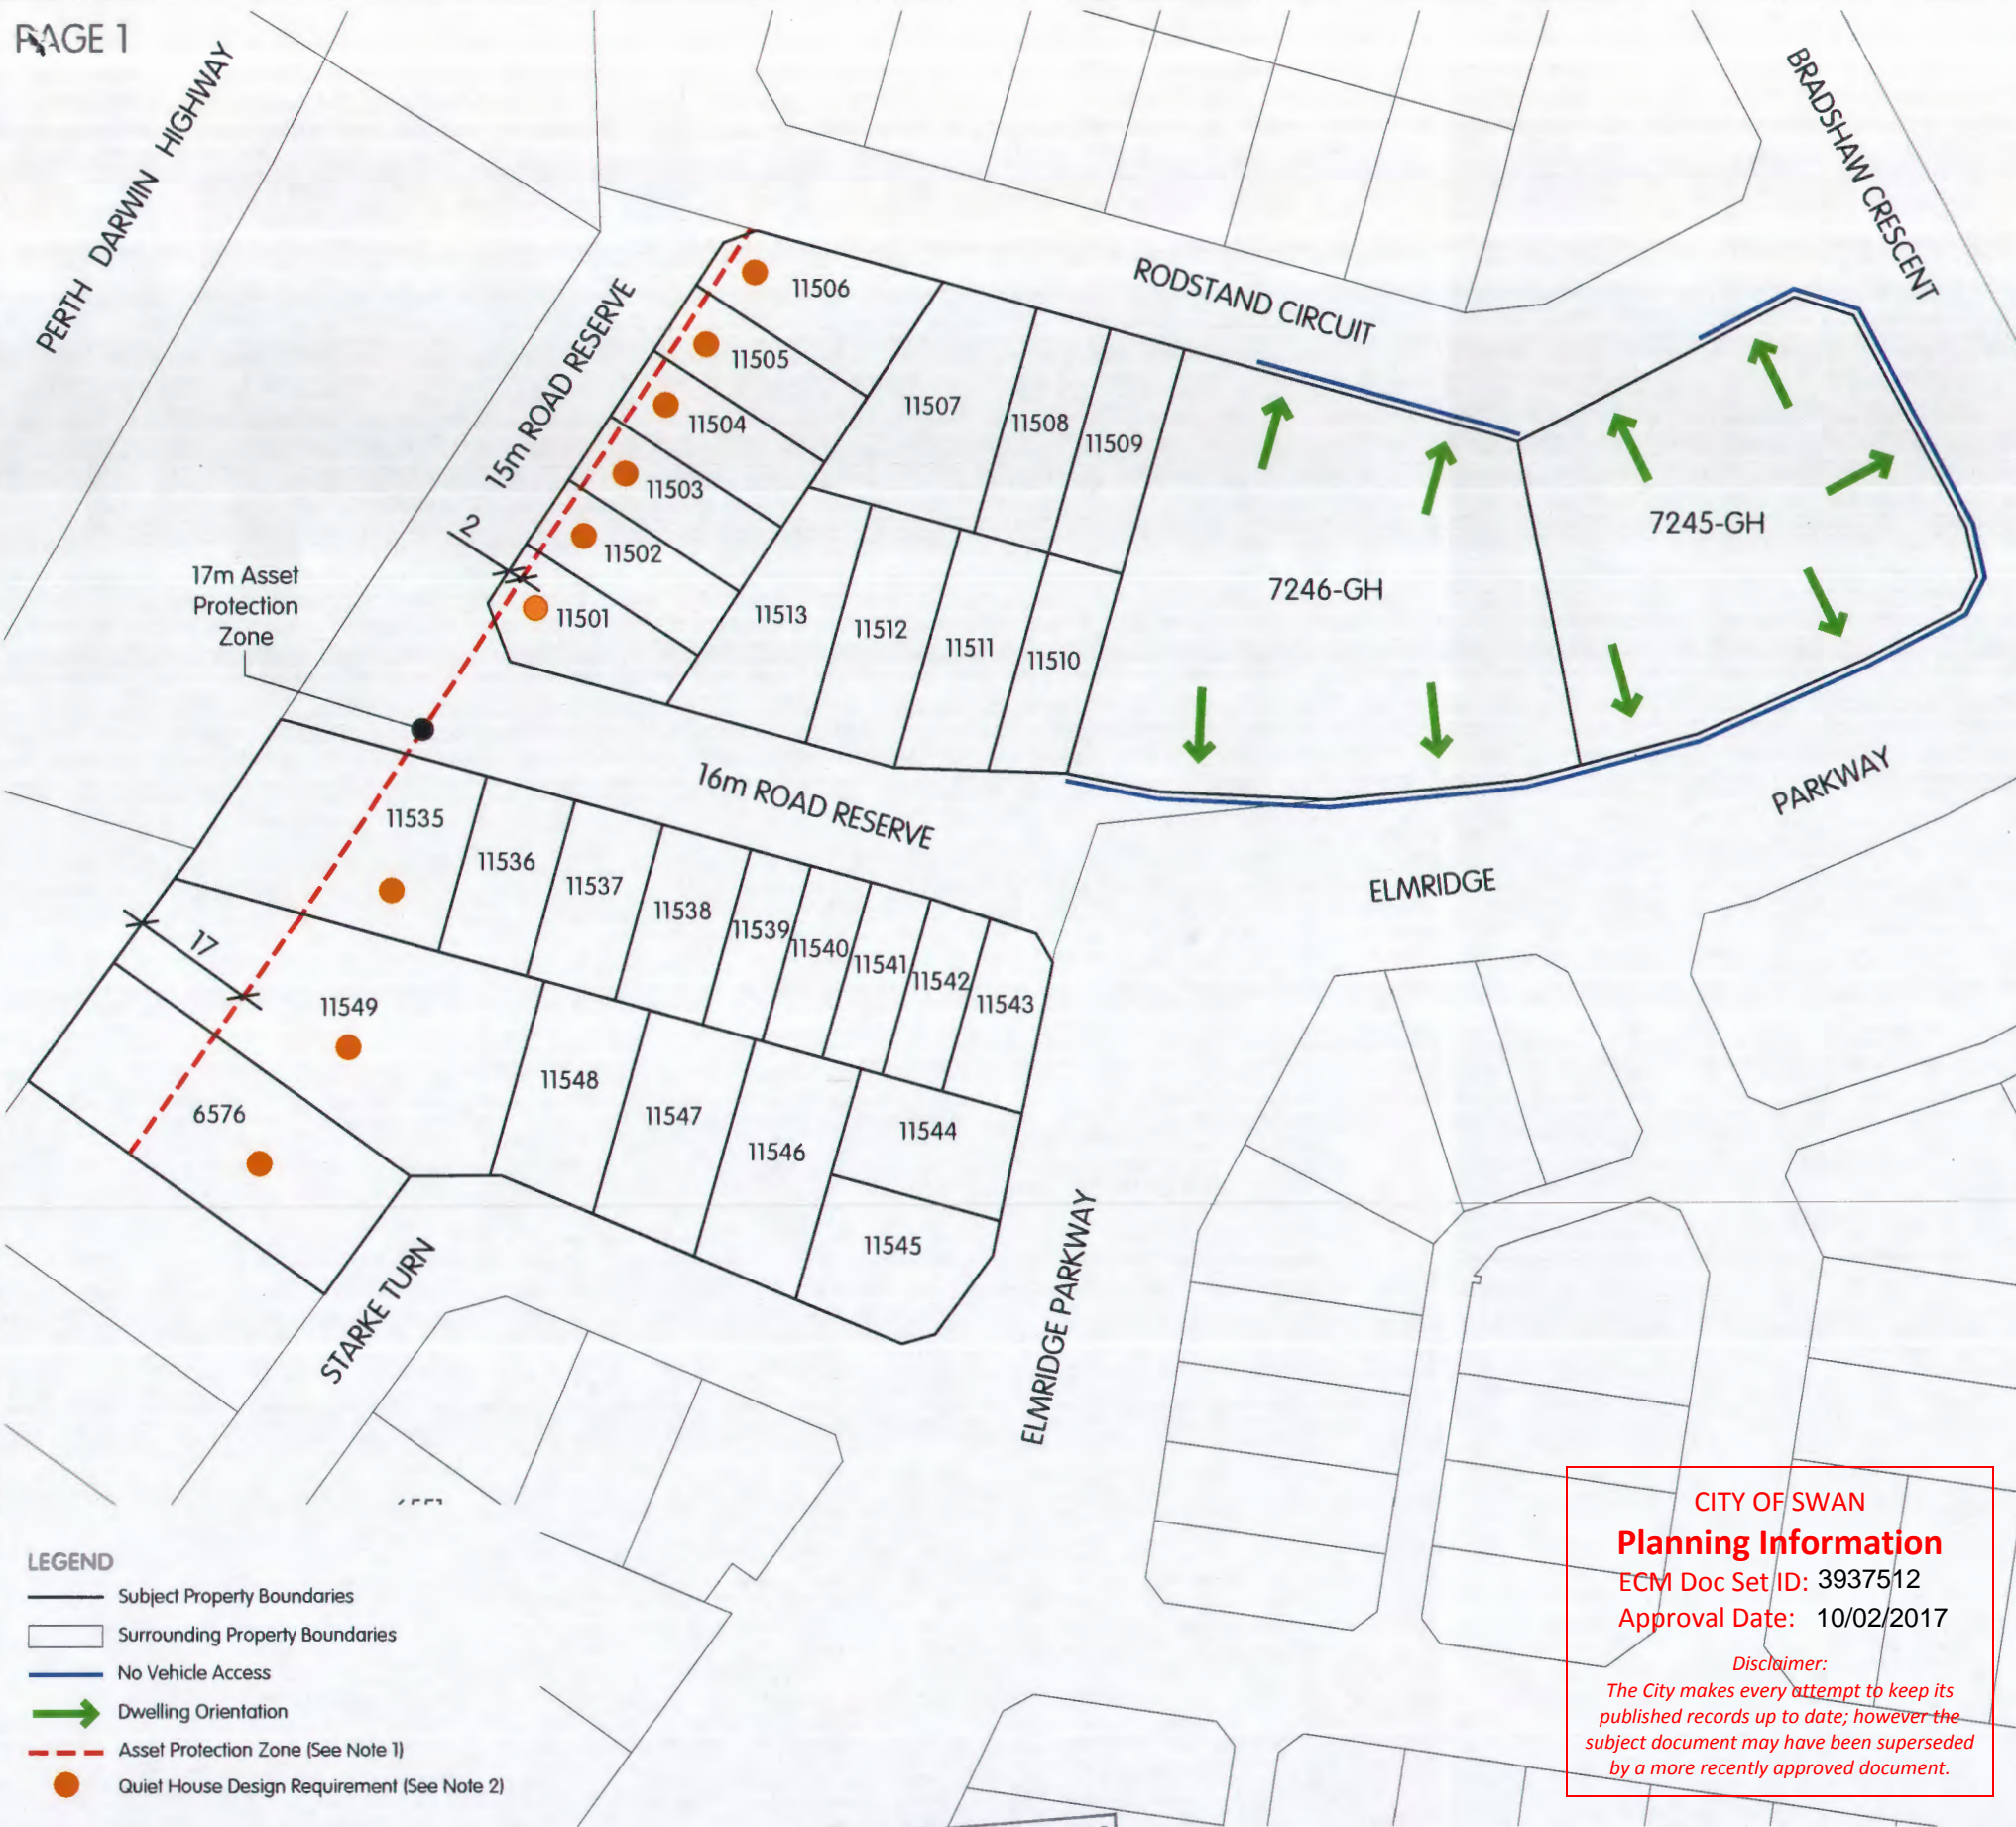 PAGE 1
PERTH DARWIN HIGHWAY
BRADSHAW CRESCENT
RODSTAND CIRCUIT
15m ROAD RESERVE
11506
11505
11504
11503
11502
11501
2
11507
11508
11509
11513
11512
11511
11510
7246-GH
7245-GH
17m Asset
Protection
Zone
16m ROAD RESERVE
PARKWAY
ELMRIDGE
11535
11536
11537
11538
11539
11540
11541
11542
11543
17
11549
11548
11547
11546
11544
11545
6576
STARKE TURN
ELMRIDGE PARKWAY
LEGEND
Subject Property Boundaries
Surrounding Property Boundaries
No Vehicle Access
Dwelling Orientation
Asset Protection Zone (See Note 1)
Quiet House Design Requirement (See Note 2)
CITY OF SWAN
Planning Information
ECM Doc Set ID: 3937512
Approval Date: 10/02/2017
Disclaimer:
The City makes every attempt to keep its
published records up to date; however the
subject document may have been superseded
by a more recently approved document.